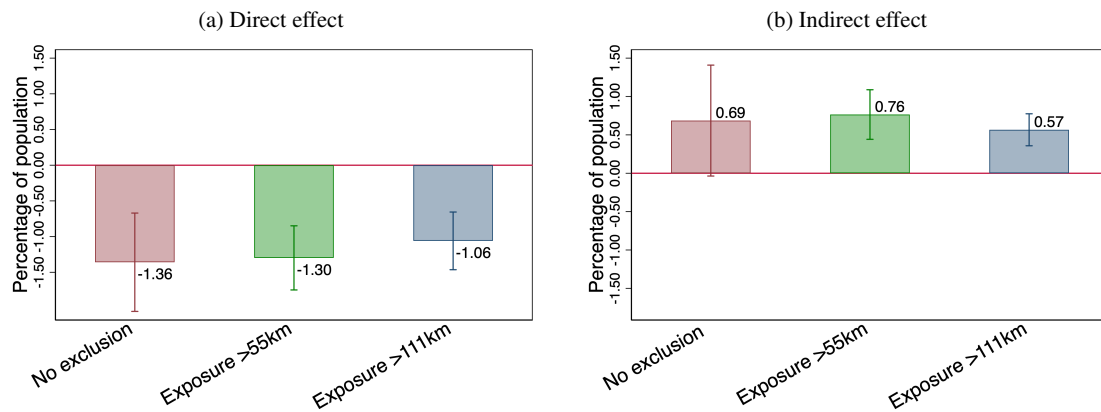 (a) Direct effect
Percentage of population
1.50
1.00
0.50
0.00
-0.50
-1.00
-1.50
-1.36
-1.30
-1.06
No exclusion
Exposure >55km
Exposure >111km
(b) Indirect effect
Percentage of population
1.50
1.00
0.50
0.00
-0.50
-1.00
-1.50
0.69
0.76
0.57
No exclusion
Exposure >55km
Exposure >111km